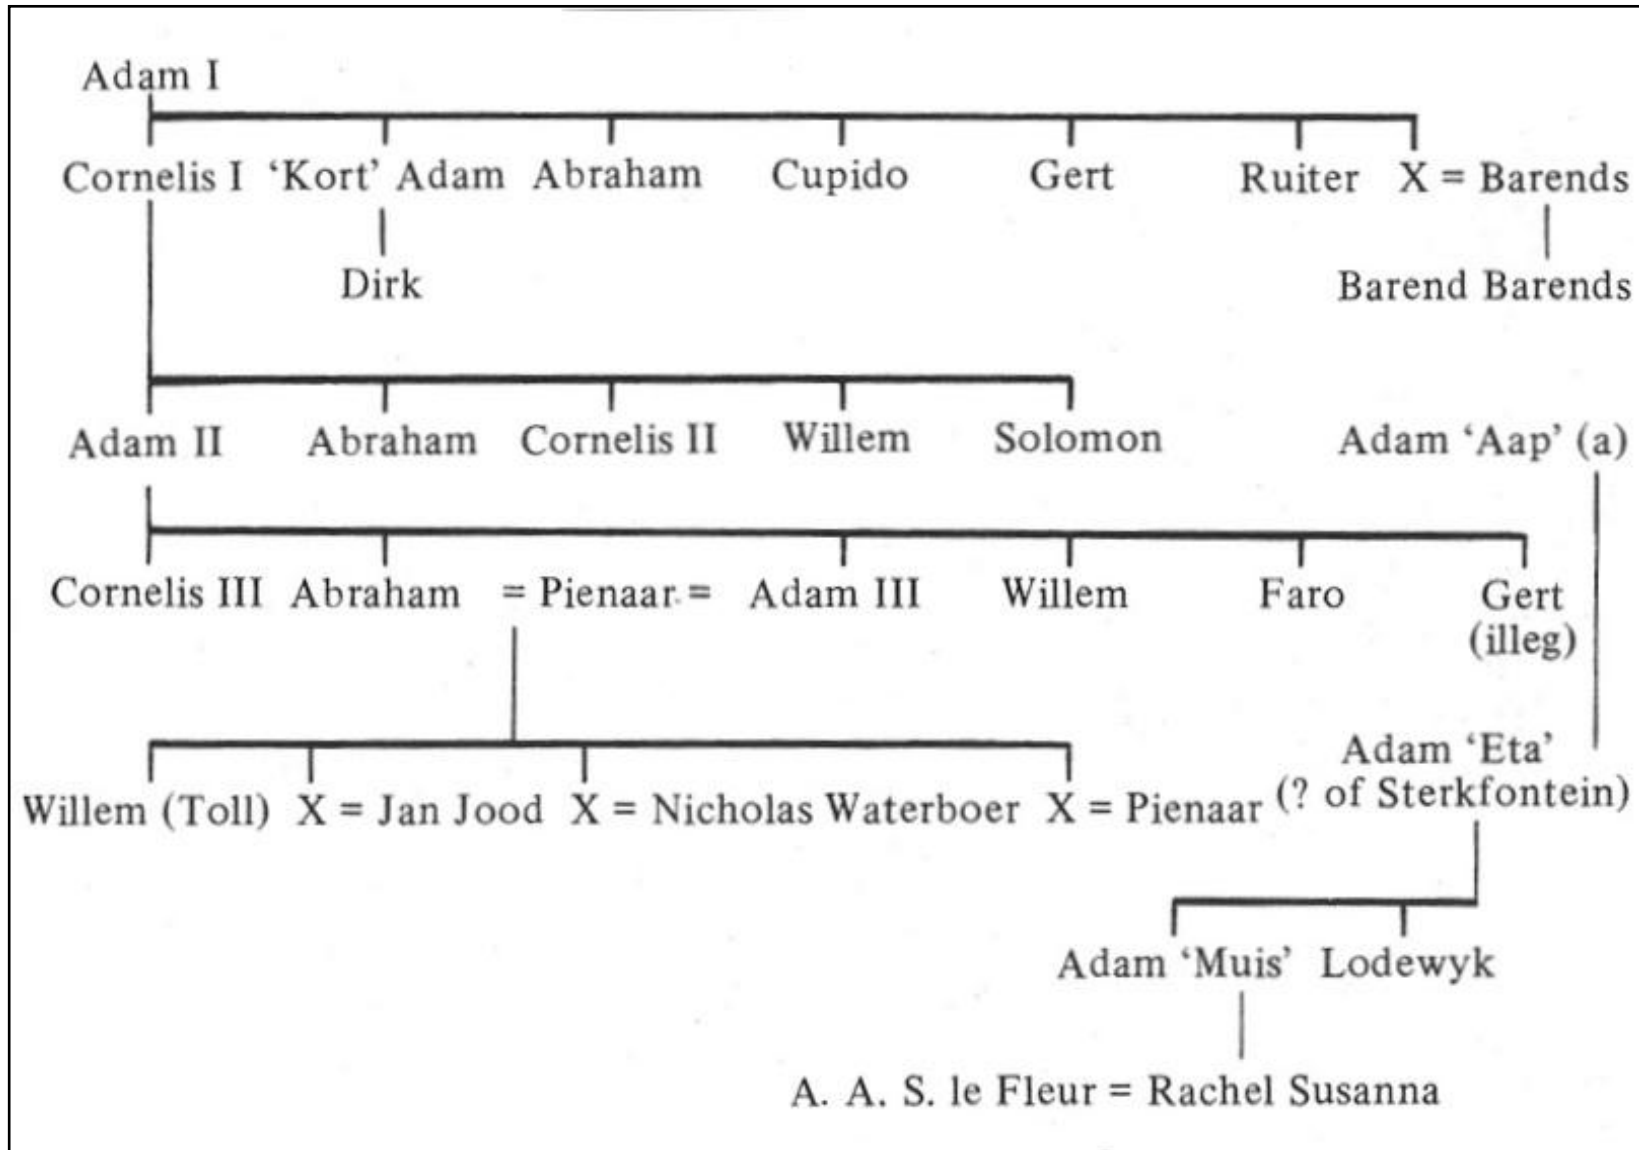 Adam I
Cornelis I ‘Kort’ Adam Abraham Cupido Gert Ruiter X = Barends
Dirk Barend Barends
Adam II Abraham Cornelis II Willem Solomon Adam ‘Aap’ (a)
Cornelis III Abraham = Pienaar = Adam III Willem Faro Gert
(illeg)
Adam ‘Eta’
Willem (Toll) X = Jan Jood X = Nicholas Waterboer X = Pienaar (? of Sterkfontein)
Adam ‘Muis’ Lodewyk
A. A. S. le Fleur = Rachel Susanna